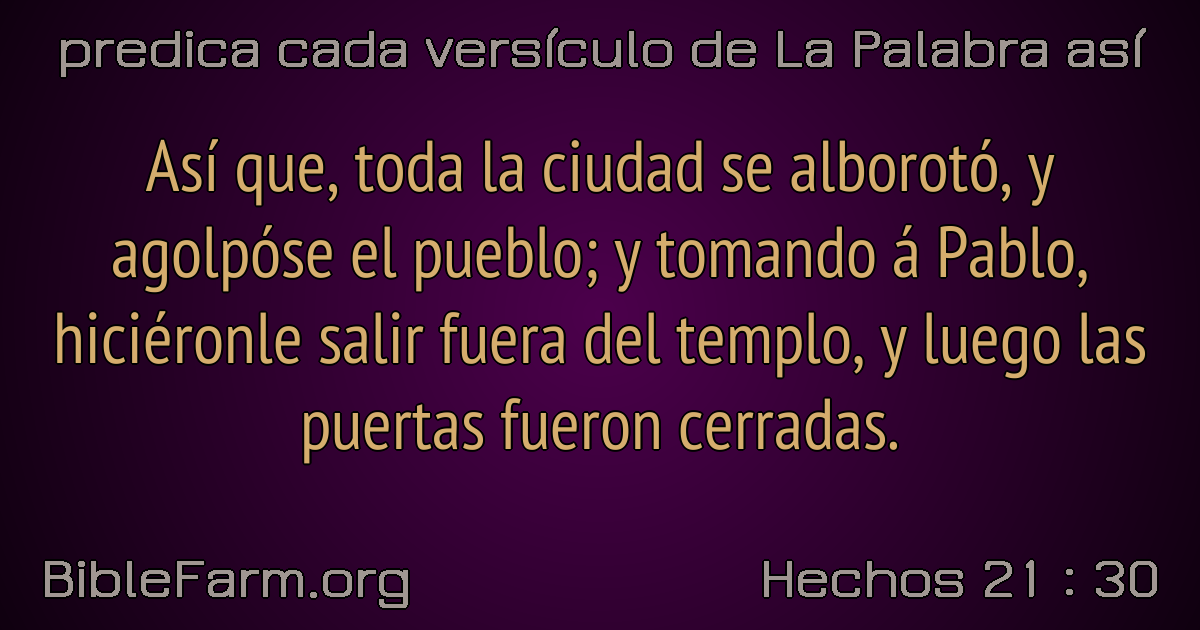 predica cada versículo de La Palabra así
Así que, toda la ciudad se alborotó, y
agolpóse el pueblo; y tomando á Pablo,
hiciéronle salir fuera del templo, y luego las
puertas fueron cerradas.
BibleFarm.org
Hechos 21 : 30